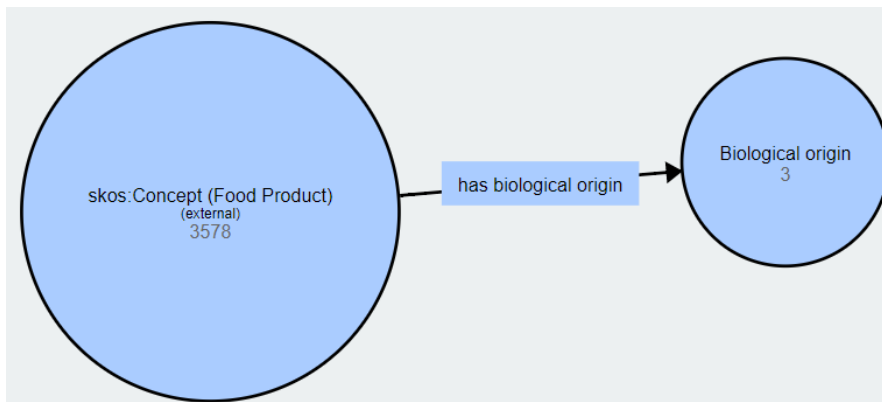 skos:Concept (Food Product)
(external)
3578
has biological origin
Biological origin
3